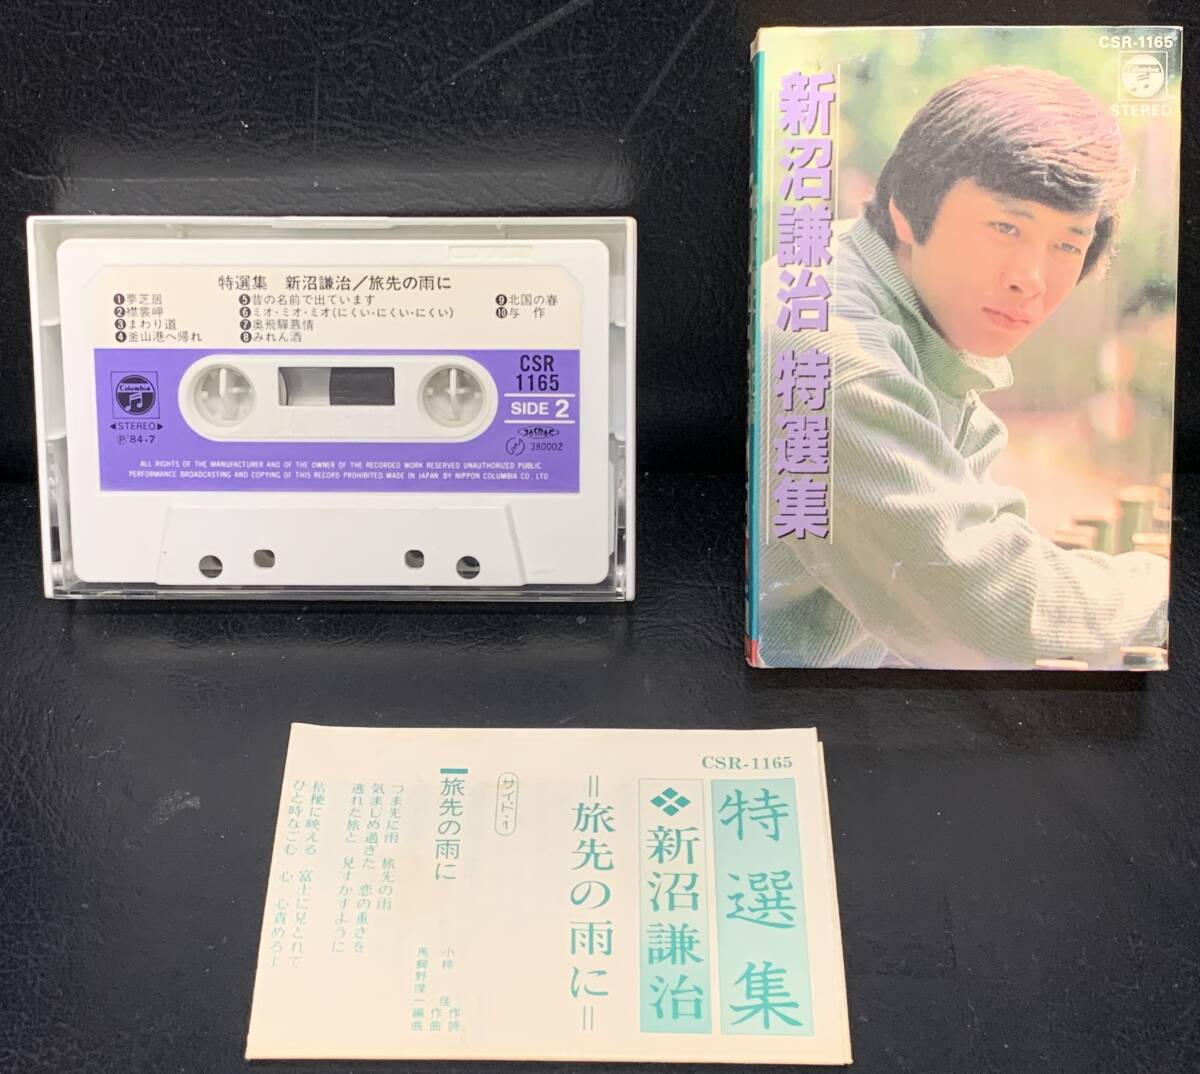 特選集 新沼謙治/旅先の雨に
❶夢芝居
❷襟裳岬
❸まわり道
❹釜山港へ帰れ
❺昔の名前で出ています
❻ミオ・ミオ・ミオ(にくい・にくい・にくい)
❼奥飛騨慕情
❽みれん酒
❾北国の春
❿与 作
Columbia
◀STEREO▶
Ⓟ'84-7
CSR
1165
SIDE 2
JASRAC
380002
ALL RIGHTS OF THE MANUFACTURER AND OF THE OWNER OF THE RECORDED WORK RESERVED UNAUTHORIZED PUBLIC
PERFORMANCE BROADCASTING AND COPYING OF THIS RECORD PROHIBITED MADE IN JAPAN BY NIPPON COLUMBIA CO., LTD
CSR-1165
Columbia
STEREO
新沼謙治 特選集
CSR-1165
特選集
❖新沼謙治
=旅先の雨に=
サイド・1
旅先の雨に
小椋 佳 作詩
作曲
馬飼野俊一 編曲
つま先に雨 旅先の雨
気まじめ過ぎた 恋の重さを
逃れた旅と 見すかすように
桔梗に映える 富士に見とれて
ひと時なごむ 心 心責めるよ